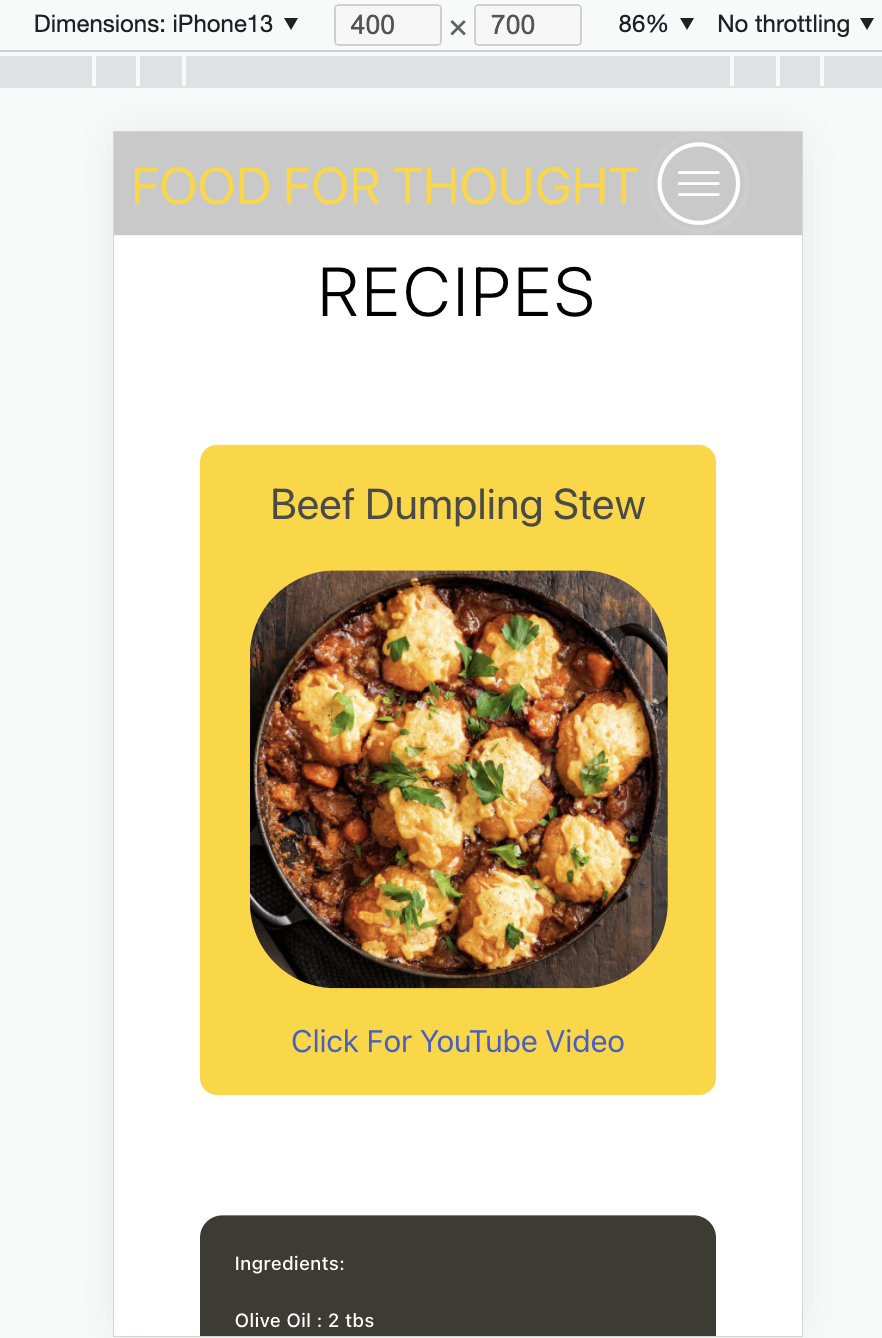 Dimensions: iPhone13 ▼ 400 × 700 86% ▼ No throttling ▼
FOOD FOR THOUGHT
RECIPES
Beef Dumpling Stew
Click For YouTube Video
Ingredients:
Olive Oil : 2 tbs